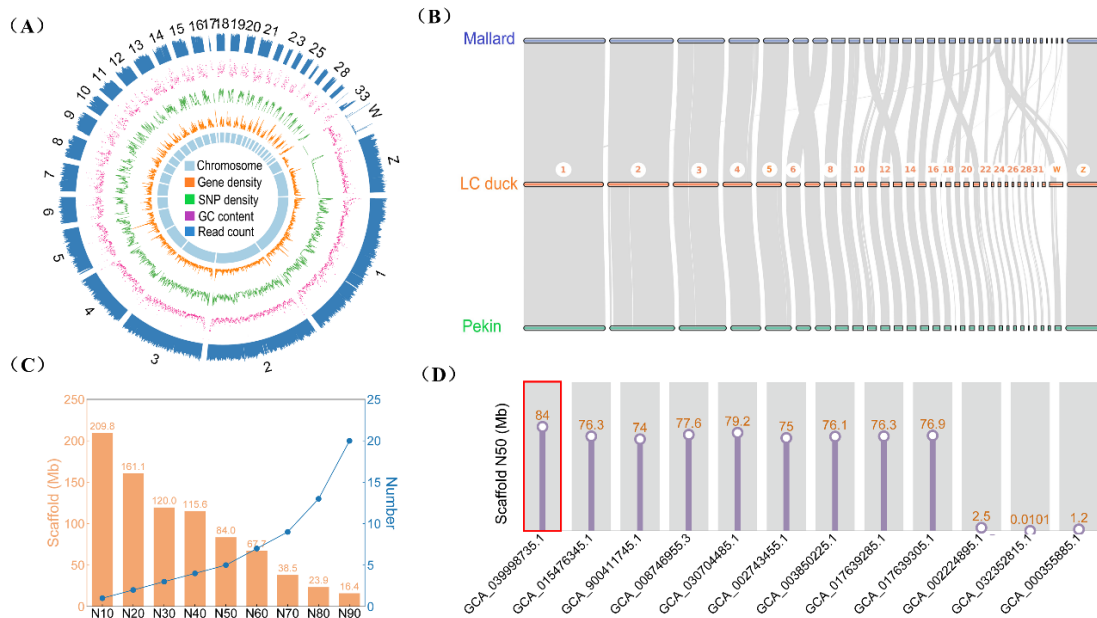 (A)
17 18 19 20 21 23 25 28 33 W Z 1 2 3 4 5 6 7 8 9 10 11 12 13 14 15 16
Chromosome
Gene density
SNP density
GC content
Read count
(B)
Mallard
LC duck
1 2 3 4 5 6 8 10 12 14 16 18 20 22 24 26 28 31 W Z
Pekin
(C)
Scaffold (Mb)
250
200
150
100
50
0
209.6
161.1
120.0
115.6
84.0
67.7
38.5
23.9
16.4
N10 N20 N30 N40 N50 N60 N70 N80 N90
25
20
15
10
5
0
Number
(D)
Scaffold N50 (Mb)
84 76.3 74 77.6 79.2 75 76.1 76.3 76.9 2.5 0.0101 1.2
GCA_039998735.1
GCA_015476345.1
GCA_900411745.1
GCA_008746955.3
GCA_030704485.1
GCA_002743455.1
GCA_003850225.1
GCA_017639285.1
GCA_017639305.1
GCA_002224895.1
GCA_032352815.1
GCA_000355885.1